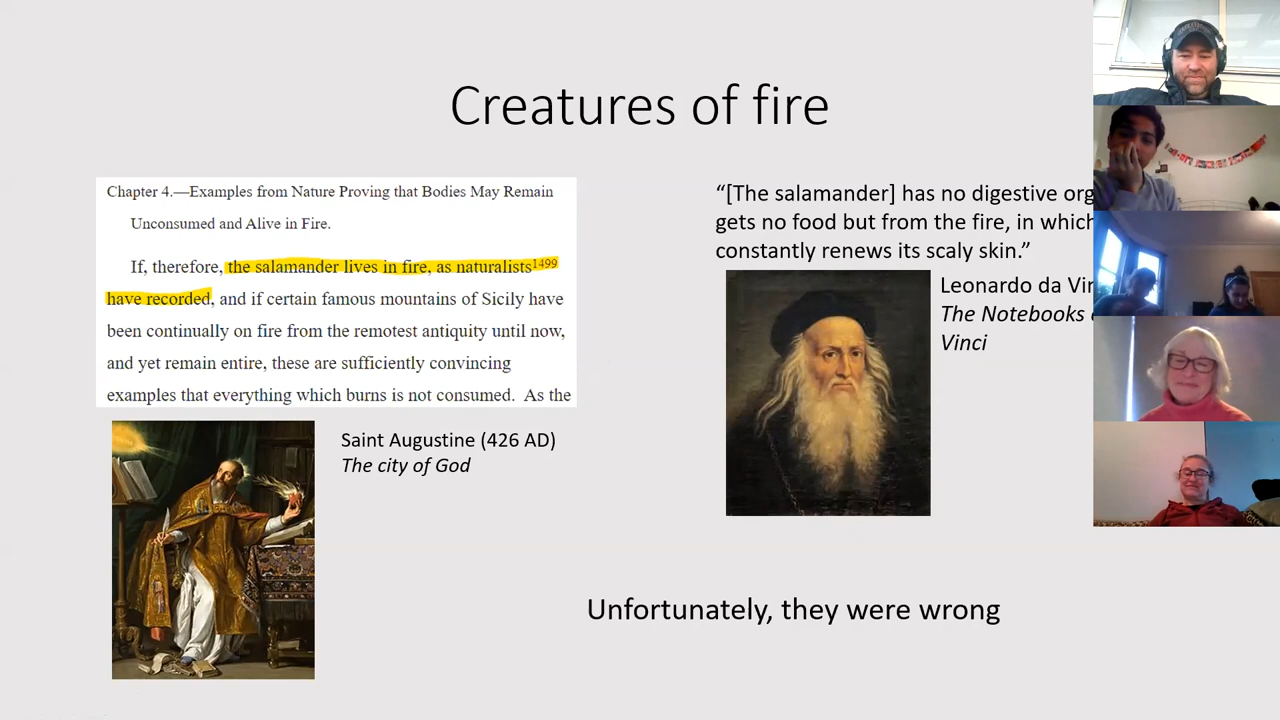 Creatures of fire
Chapter 4.—Examples from Nature Proving that Bodies May Remain
Unconsumed and Alive in Fire.
If, therefore, the salamander lives in fire, as naturalists1499
have recorded, and if certain famous mountains of Sicily have
been continually on fire from the remotest antiquity until now,
and yet remain entire, these are sufficiently convincing
examples that everything which burns is not consumed. As the
Saint Augustine (426 AD)
The city of God
“[The salamander] has no digestive org
gets no food but from the fire, in which
constantly renews its scaly skin.”
Leonardo da Vin
The Notebooks
Vinci
Unfortunately, they were wrong